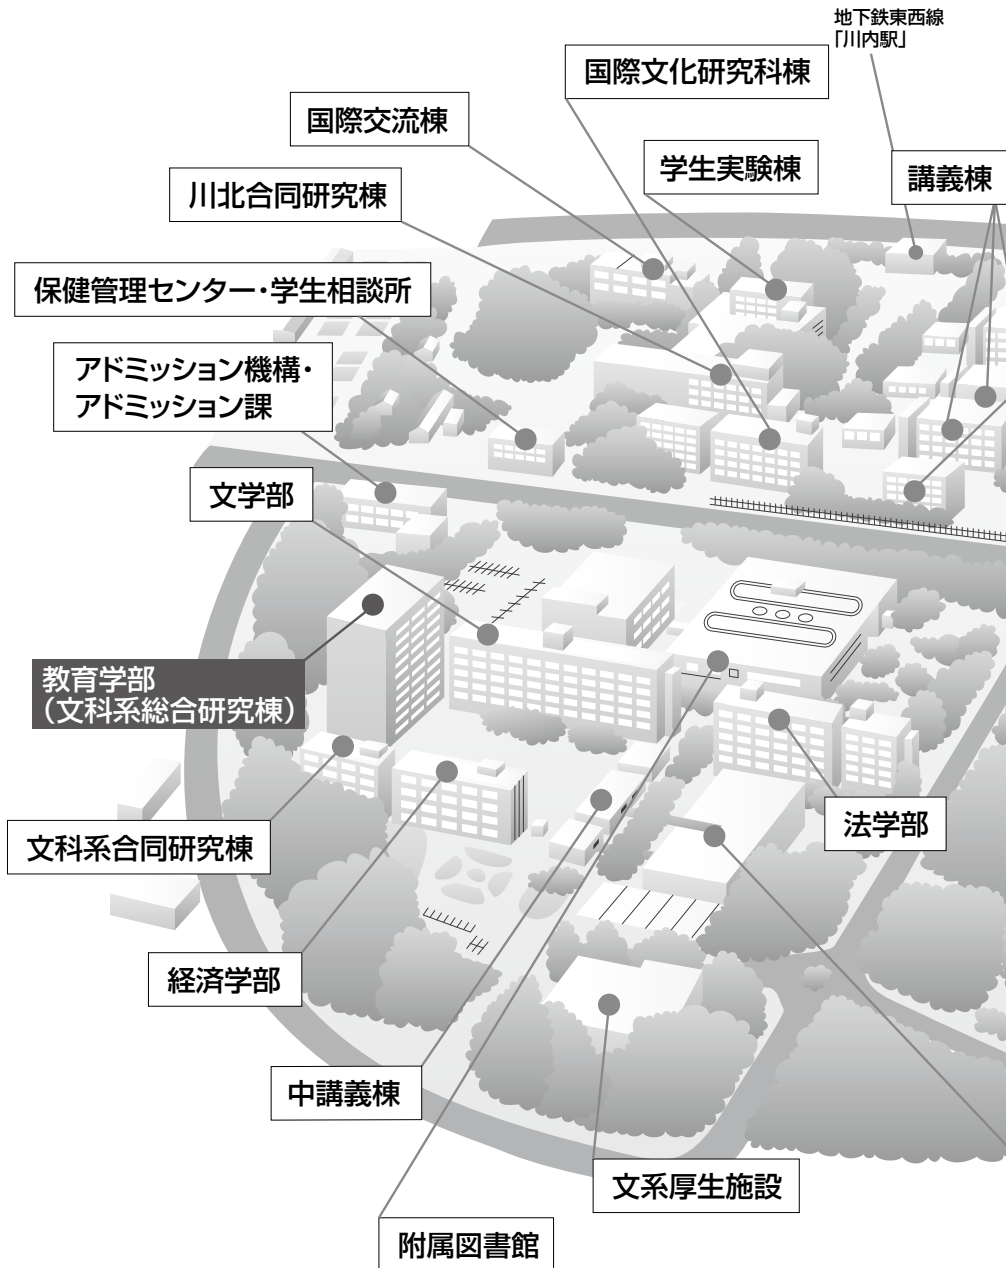 地下鉄東西線
「川内駅」
国際文化研究科棟
国際交流棟
学生実験棟
講義棟
川北合同研究棟
保健管理センター・学生相談所
アドミッション機構・
アドミッション課
文学部
教育学部
（文科系総合研究棟）
法学部
文科系合同研究棟
経済学部
中講義棟
文系厚生施設
附属図書館